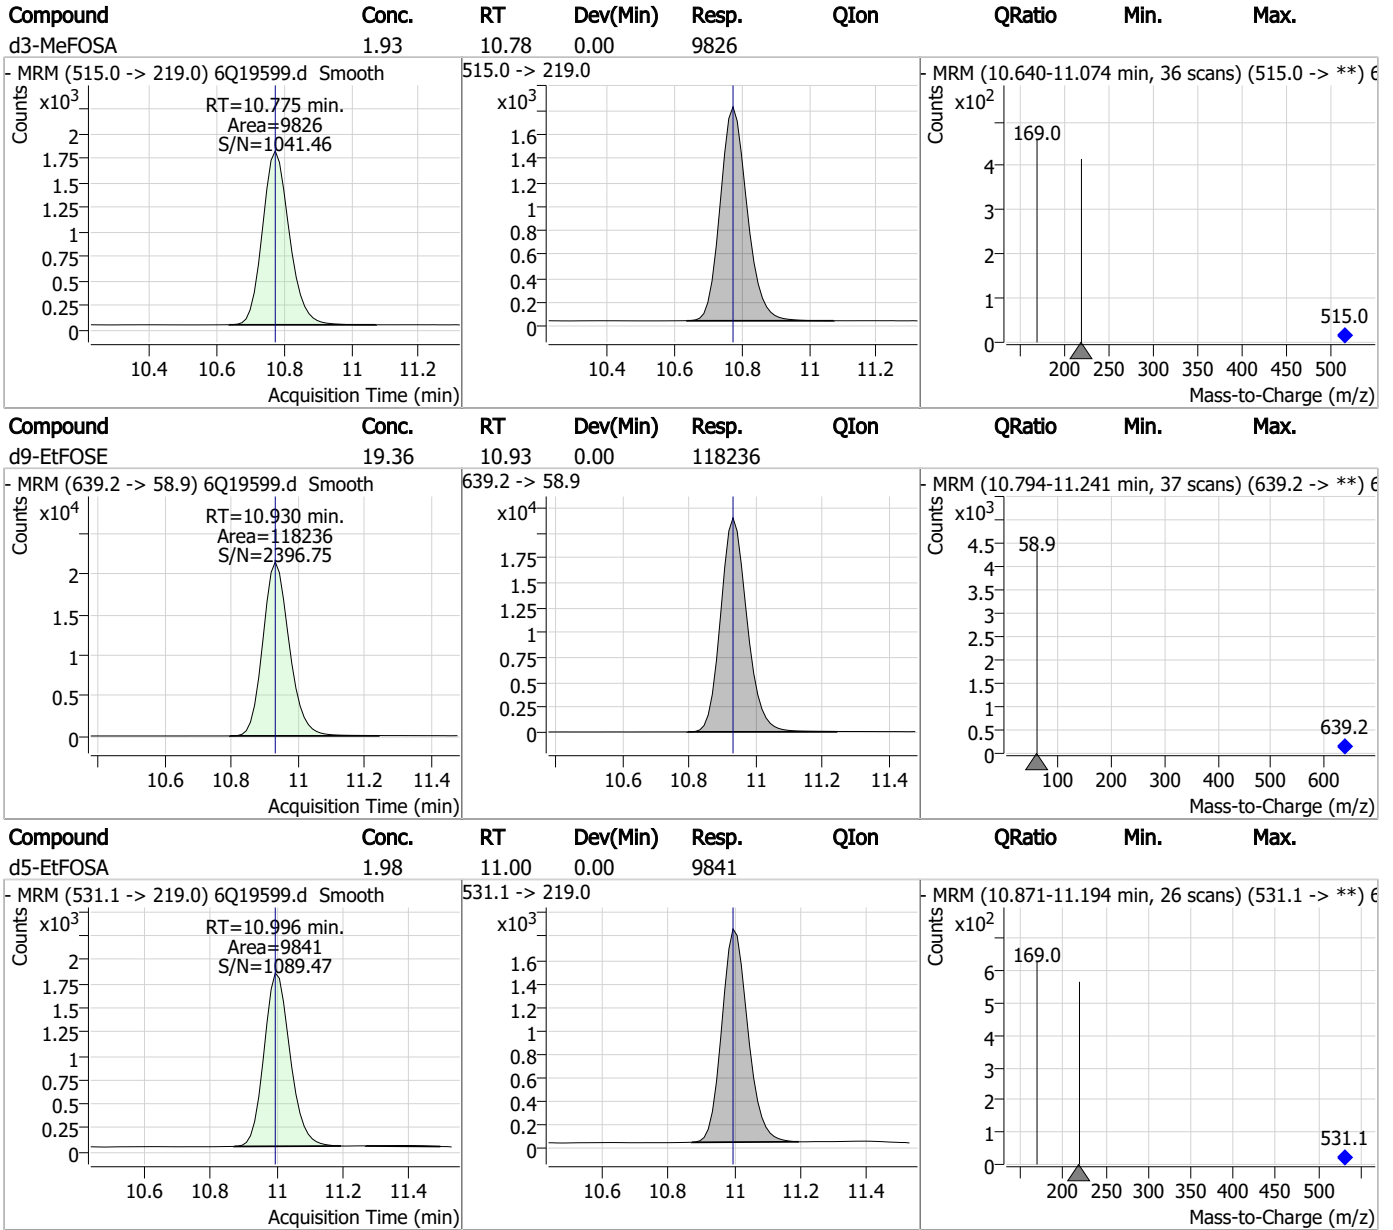 Compound Conc. RT Dev(Min) Resp. QIon QRatio Min. Max.
d3-MeFOSA 1.93 10.78 0.00 9826
- MRM (515.0 -> 219.0) 6Q19599.d Smooth
Counts
x10³
RT=10.775 min.
Area=9826
S/N=1041.46
2
1.75
1.5
1.25
1
0.75
0.5
0.25
0
10.4 10.6 10.8 11 11.2
Acquisition Time (min)
515.0 -> 219.0
x10³
1.6
1.4
1.2
1
0.8
0.6
0.4
0.2
0
10.4 10.6 10.8 11 11.2
- MRM (10.640-11.074 min, 36 scans) (515.0 -> **) 6
Counts
x10²
169.0
4
3
2
1
0
515.0
200 250 300 350 400 450 500
Mass-to-Charge (m/z)
Compound Conc. RT Dev(Min) Resp. QIon QRatio Min. Max.
d9-EtFOSE 19.36 10.93 0.00 118236
- MRM (639.2 -> 58.9) 6Q19599.d Smooth
Counts
x10⁴
RT=10.930 min.
Area=118236
S/N=2396.75
2
1.5
1
0.5
0
10.6 10.8 11 11.2 11.4
Acquisition Time (min)
639.2 -> 58.9
x10⁴
1.75
1.5
1.25
1
0.75
0.5
0.25
0
10.6 10.8 11 11.2 11.4
- MRM (10.794-11.241 min, 37 scans) (639.2 -> **) 6
Counts
x10³
58.9
4.5
4
3.5
3
2.5
2
1.5
1
0.5
0
639.2
100 200 300 400 500 600
Mass-to-Charge (m/z)
Compound Conc. RT Dev(Min) Resp. QIon QRatio Min. Max.
d5-EtFOSA 1.98 11.00 0.00 9841
- MRM (531.1 -> 219.0) 6Q19599.d Smooth
Counts
x10³
RT=10.996 min.
Area=9841
S/N=1089.47
2
1.75
1.5
1.25
1
0.75
0.5
0.25
0
10.6 10.8 11 11.2 11.4
Acquisition Time (min)
531.1 -> 219.0
x10³
1.6
1.4
1.2
1
0.8
0.6
0.4
0.2
0
10.6 10.8 11 11.2 11.4
- MRM (10.871-11.194 min, 26 scans) (531.1 -> **) 6
Counts
x10²
169.0
6
5
4
3
2
1
0
531.1
200 250 300 350 400 450 500
Mass-to-Charge (m/z)